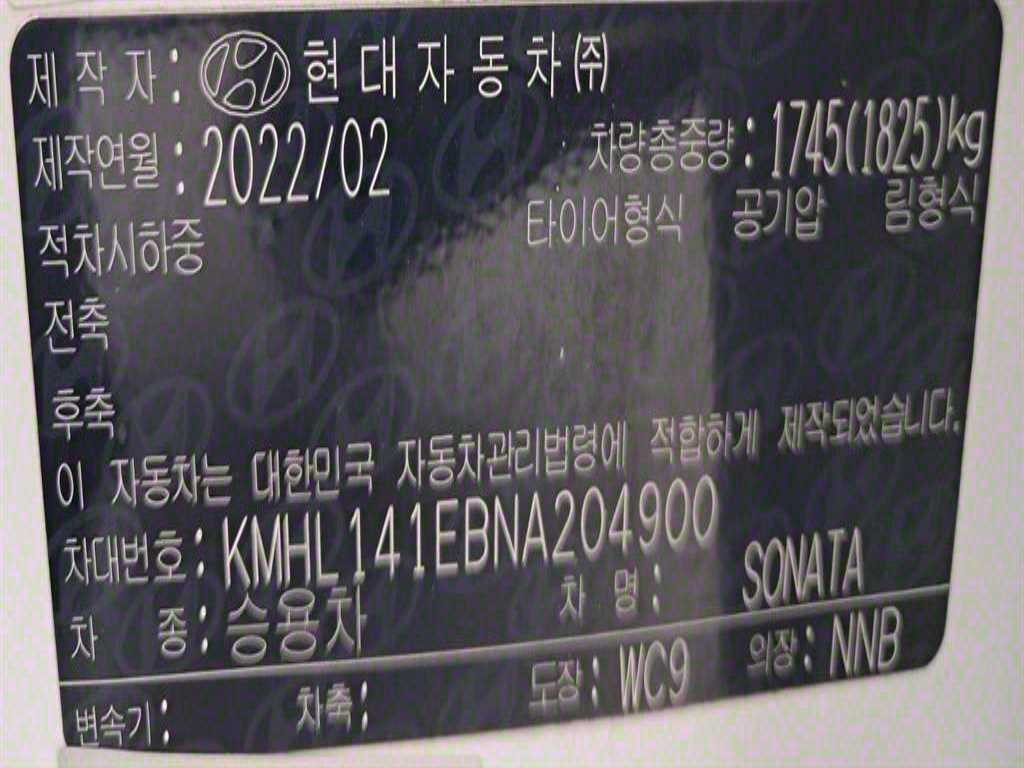 제 작 자 : 현 대 자 동 차 ㈜
제작연월 : 2022/02 차량총중량 : 1745(1825)kg
적차시하중 타이어형식 공기압 림형식
전축
후축
이 자동차는 대한민국 자동차관리법령에 적합하게 제작되었습니다.
차대번호 : KMHL141EBNA204900
차 종 : 승용차 차 명 : SONATA
변속기 : 차축 : 도장 : WC9 의장 : NNB